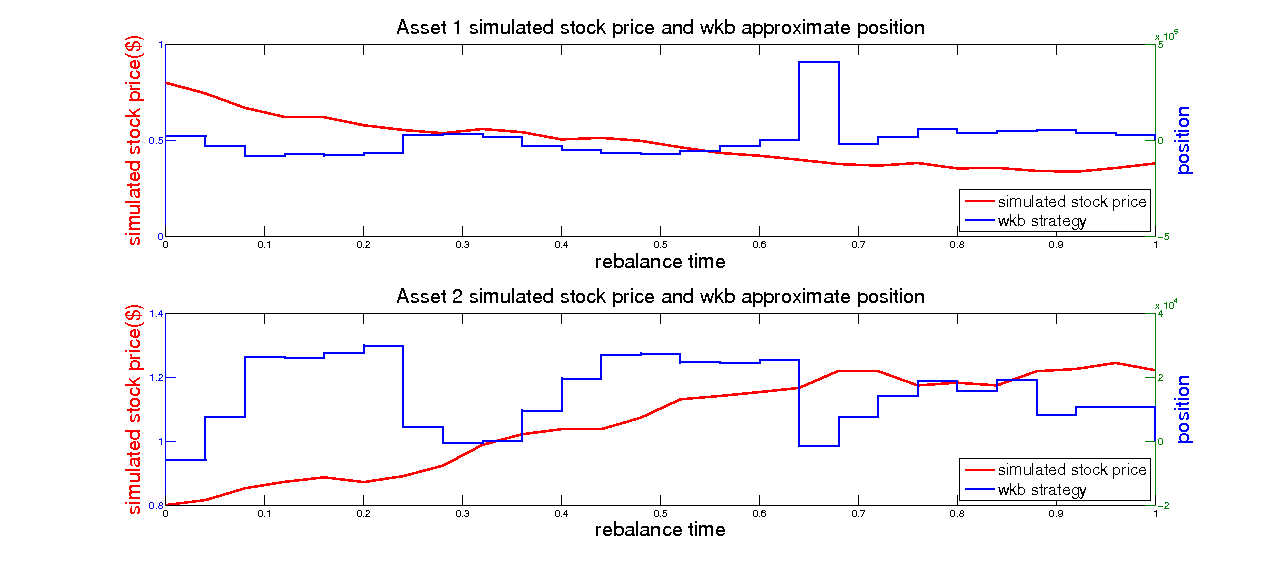 Asset 1 simulated stock price and wkb approximate position
x 10^5
simulated stock price($)
1
0.5
0
5
0
-5
position
simulated stock price
wkb strategy
0 0.1 0.2 0.3 0.4 0.5 0.6 0.7 0.8 0.9 1
rebalance time
Asset 2 simulated stock price and wkb approximate position
x 10^4
simulated stock price($)
1.4
1.2
1
0.8
4
2
0
-2
position
simulated stock price
wkb strategy
0 0.1 0.2 0.3 0.4 0.5 0.6 0.7 0.8 0.9 1
rebalance time